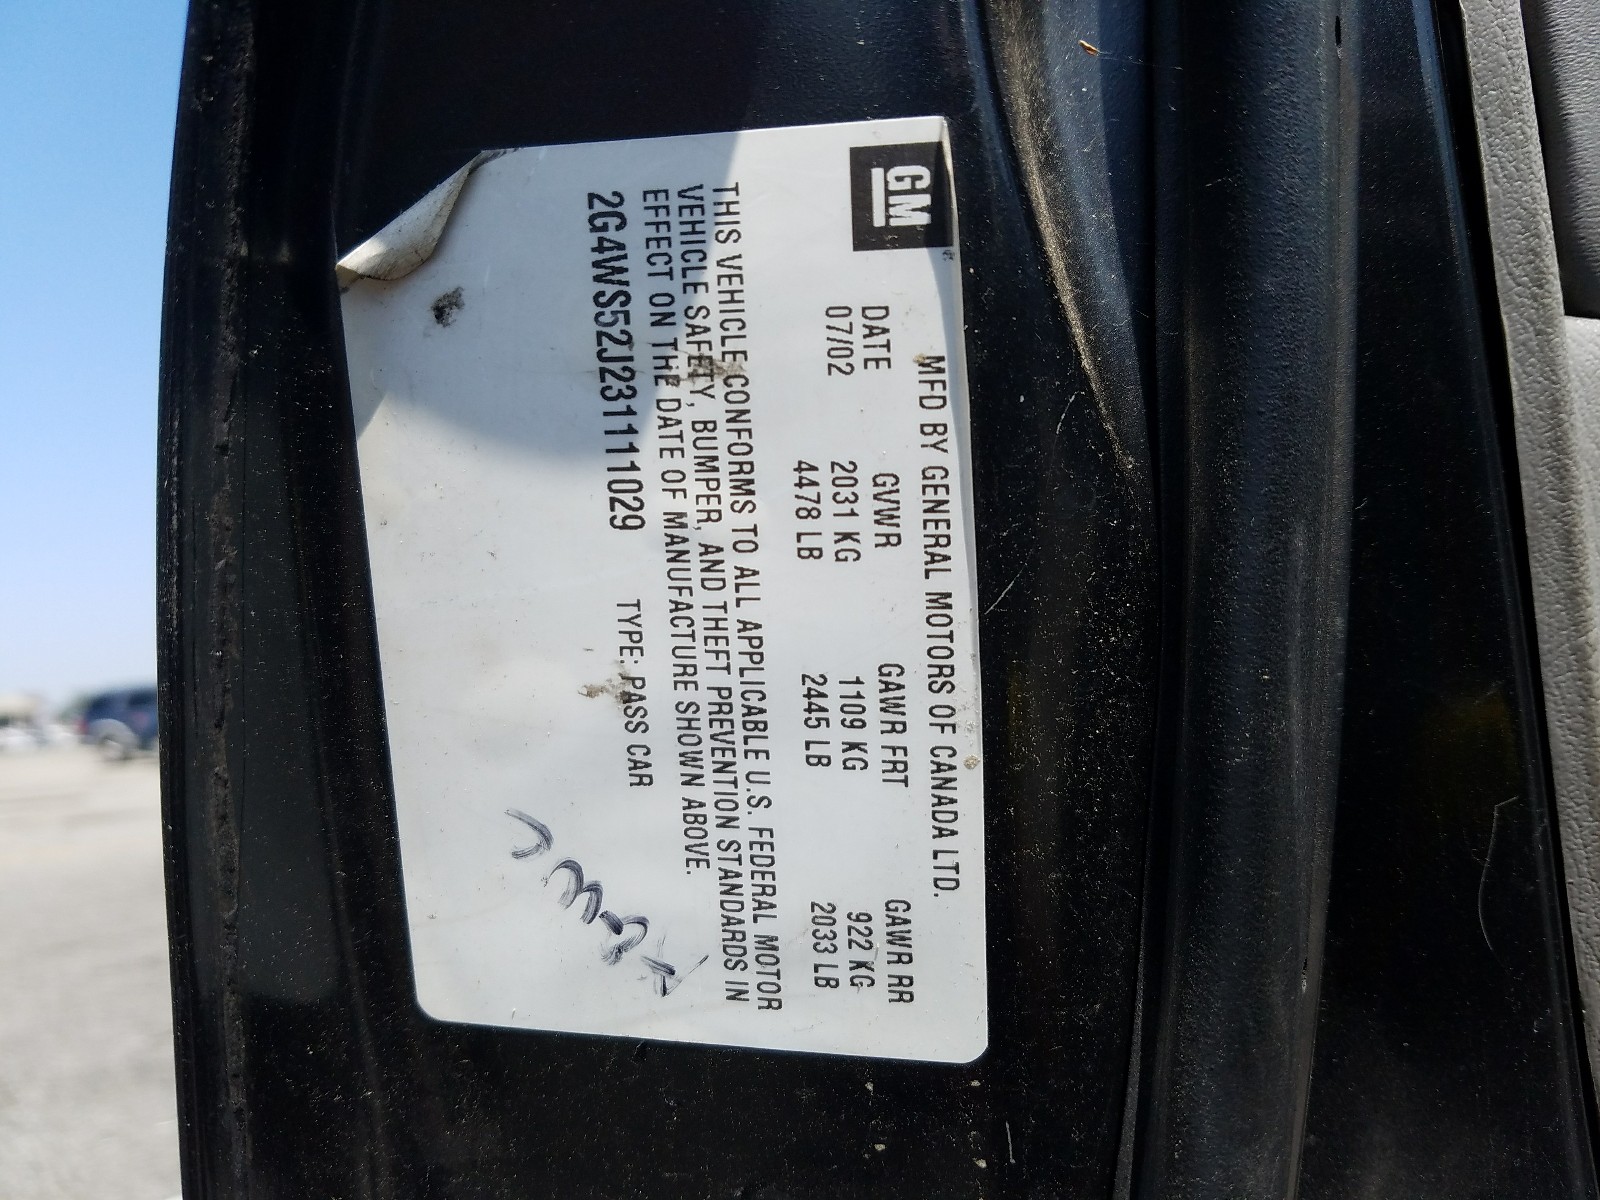 GM
MFD BY GENERAL MOTORS OF CANADA LTD.
DATE GVWR GAWR FRT GAWR RR
07/02 2031 KG 1109 KG 922 KG
4478 LB 2445 LB 2033 LB
THIS VEHICLE CONFORMS TO ALL APPLICABLE U.S. FEDERAL MOTOR
VEHICLE SAFETY, BUMPER, AND THEFT PREVENTION STANDARDS IN
EFFECT ON THE DATE OF MANUFACTURE SHOWN ABOVE.
2G4WS52J231111029 TYPE: PASS CAR